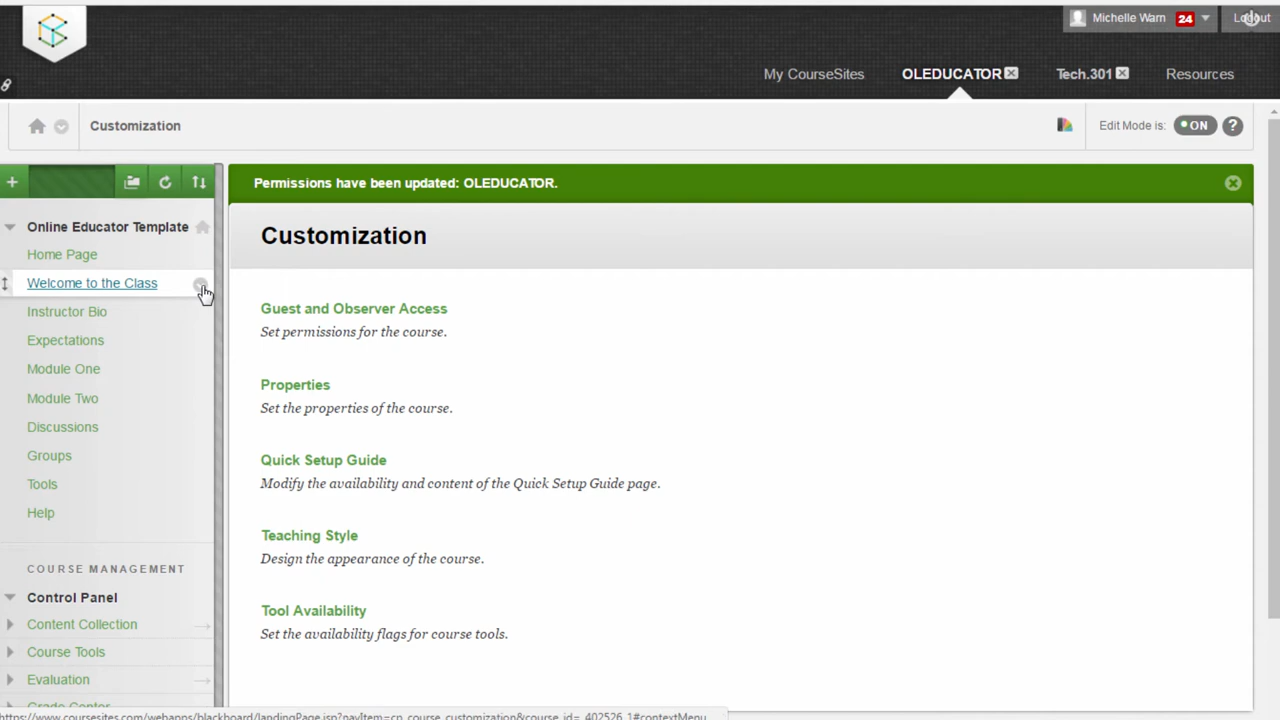 Michelle Warn 24 Logout
My CourseSites OLEDUCATOR Tech.301 Resources
Customization Edit Mode is: ON ?
Permissions have been updated: OLEDUCATOR.
Online Educator Template
Home Page
Welcome to the Class
Instructor Bio
Expectations
Module One
Module Two
Discussions
Groups
Tools
Help
COURSE MANAGEMENT
Control Panel
Content Collection
Course Tools
Evaluation
Grade Center
Customization
Guest and Observer Access
Set permissions for the course.
Properties
Set the properties of the course.
Quick Setup Guide
Modify the availability and content of the Quick Setup Guide page.
Teaching Style
Design the appearance of the course.
Tool Availability
Set the availability flags for course tools.
https://www.coursesites.com/webapps/blackboard/landingPage.jsp?navItem=cp_course_customization&course_id=_402526_1#contextMenu